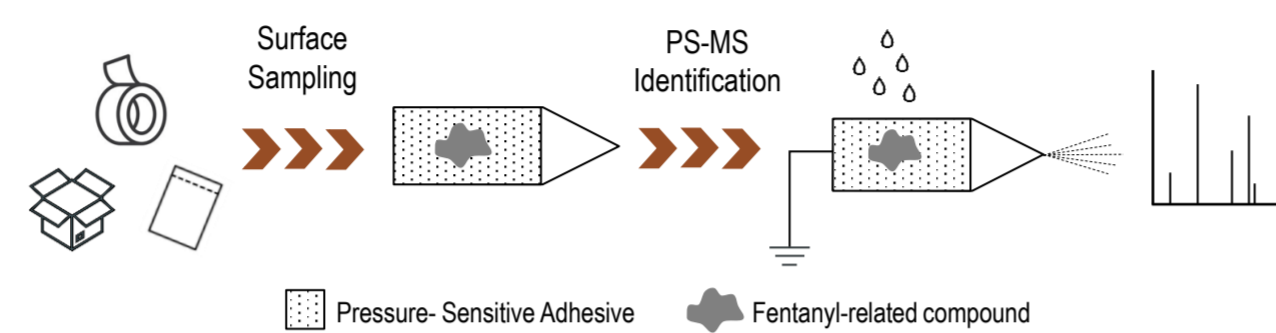 Surface
Sampling
PS-MS
Identification
Pressure- Sensitive Adhesive
Fentanyl-related compound